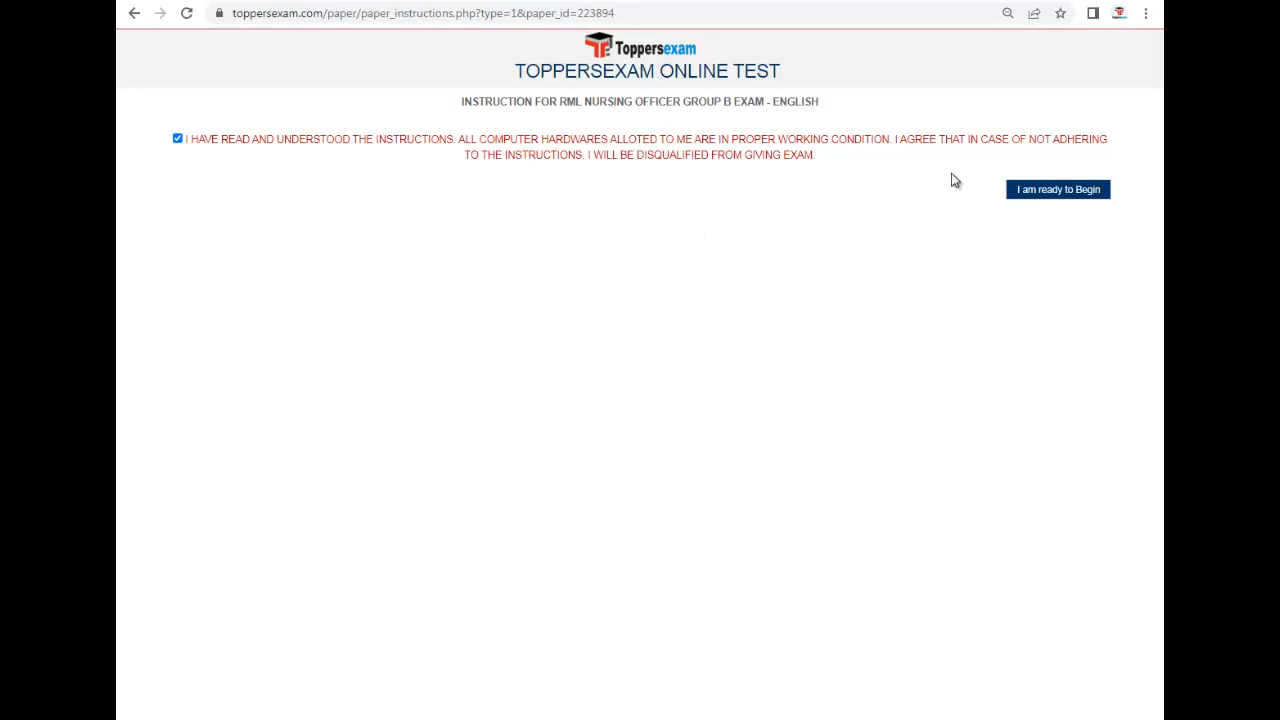 toppersexam.com/paper/paper_instructions.php?type=1&paper_id=223894
Toppersexam
TOPPERSEXAM ONLINE TEST
INSTRUCTION FOR RML NURSING OFFICER GROUP B EXAM - ENGLISH
I HAVE READ AND UNDERSTOOD THE INSTRUCTIONS. ALL COMPUTER HARDWARES ALLOTED TO ME ARE IN PROPER WORKING CONDITION. I AGREE THAT IN CASE OF NOT ADHERING
TO THE INSTRUCTIONS, I WILL BE DISQUALIFIED FROM GIVING EXAM.
I am ready to Begin